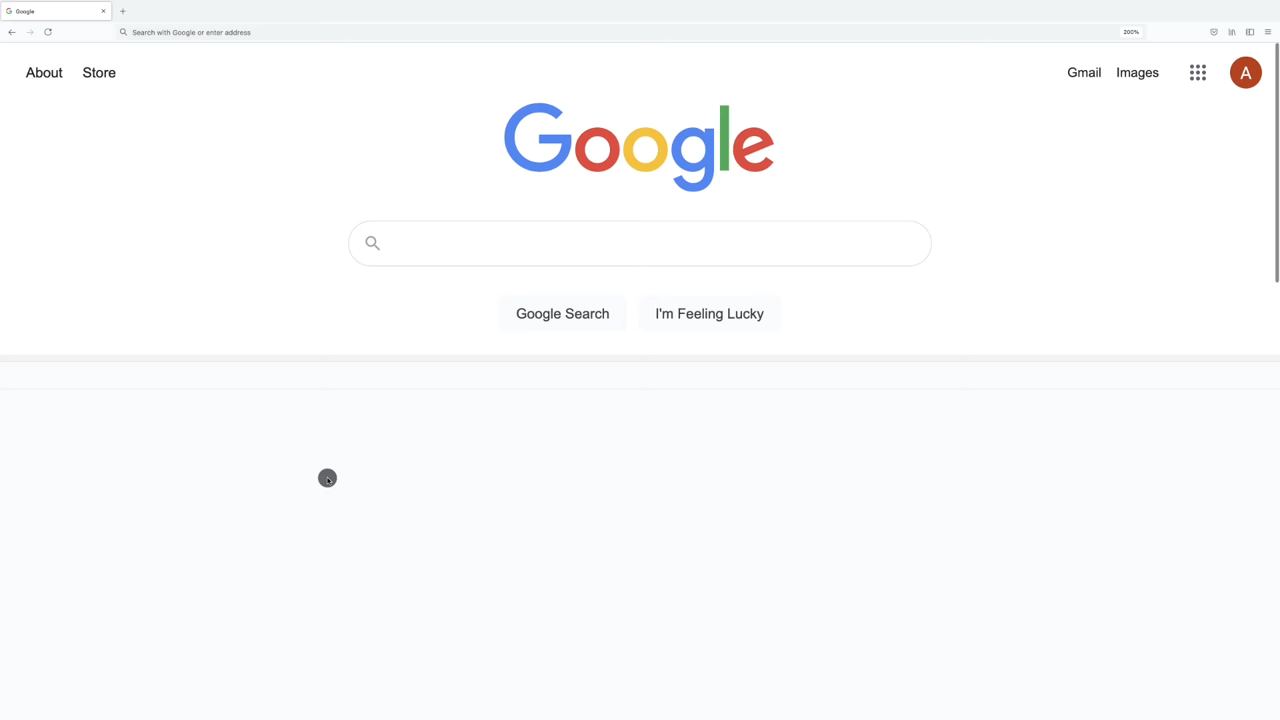 Google
Search with Google or enter address
200%
About Store
Gmail Images
A
Google
Google Search
I'm Feeling Lucky